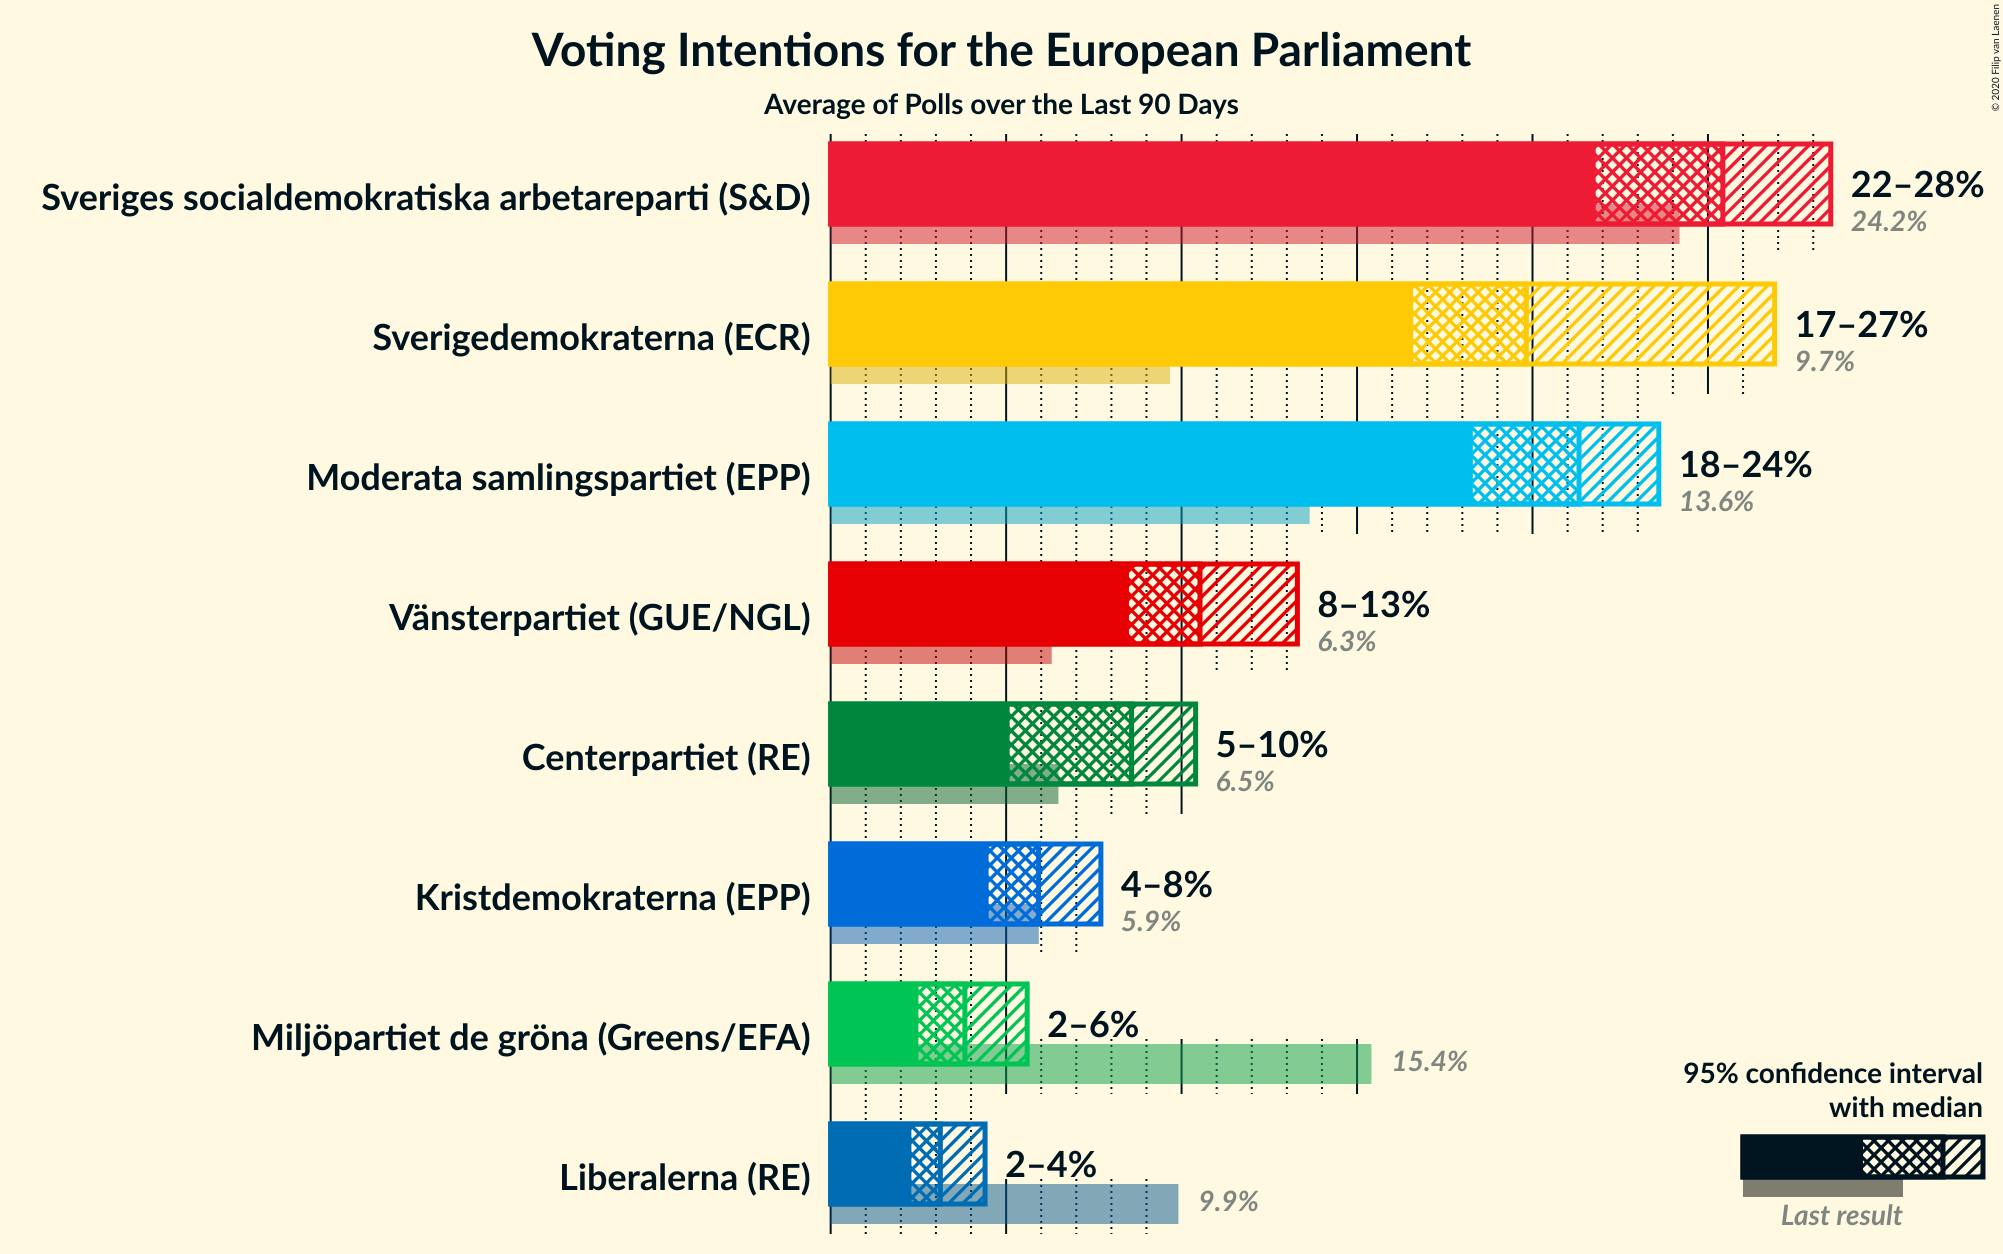 Voting Intentions for the European Parliament
Average of Polls over the Last 90 Days
© 2020 Filip van Laenen
Sveriges socialdemokratiska arbetareparti (S&D)
22–28%
24.2%
Sverigedemokraterna (ECR)
17–27%
9.7%
Moderata samlingspartiet (EPP)
18–24%
13.6%
Vänsterpartiet (GUE/NGL)
8–13%
6.3%
Centerpartiet (RE)
5–10%
6.5%
Kristdemokraterna (EPP)
4–8%
5.9%
Miljöpartiet de gröna (Greens/EFA)
2–6%
15.4%
Liberalerna (RE)
2–4%
9.9%
95% confidence interval
with median
Last result